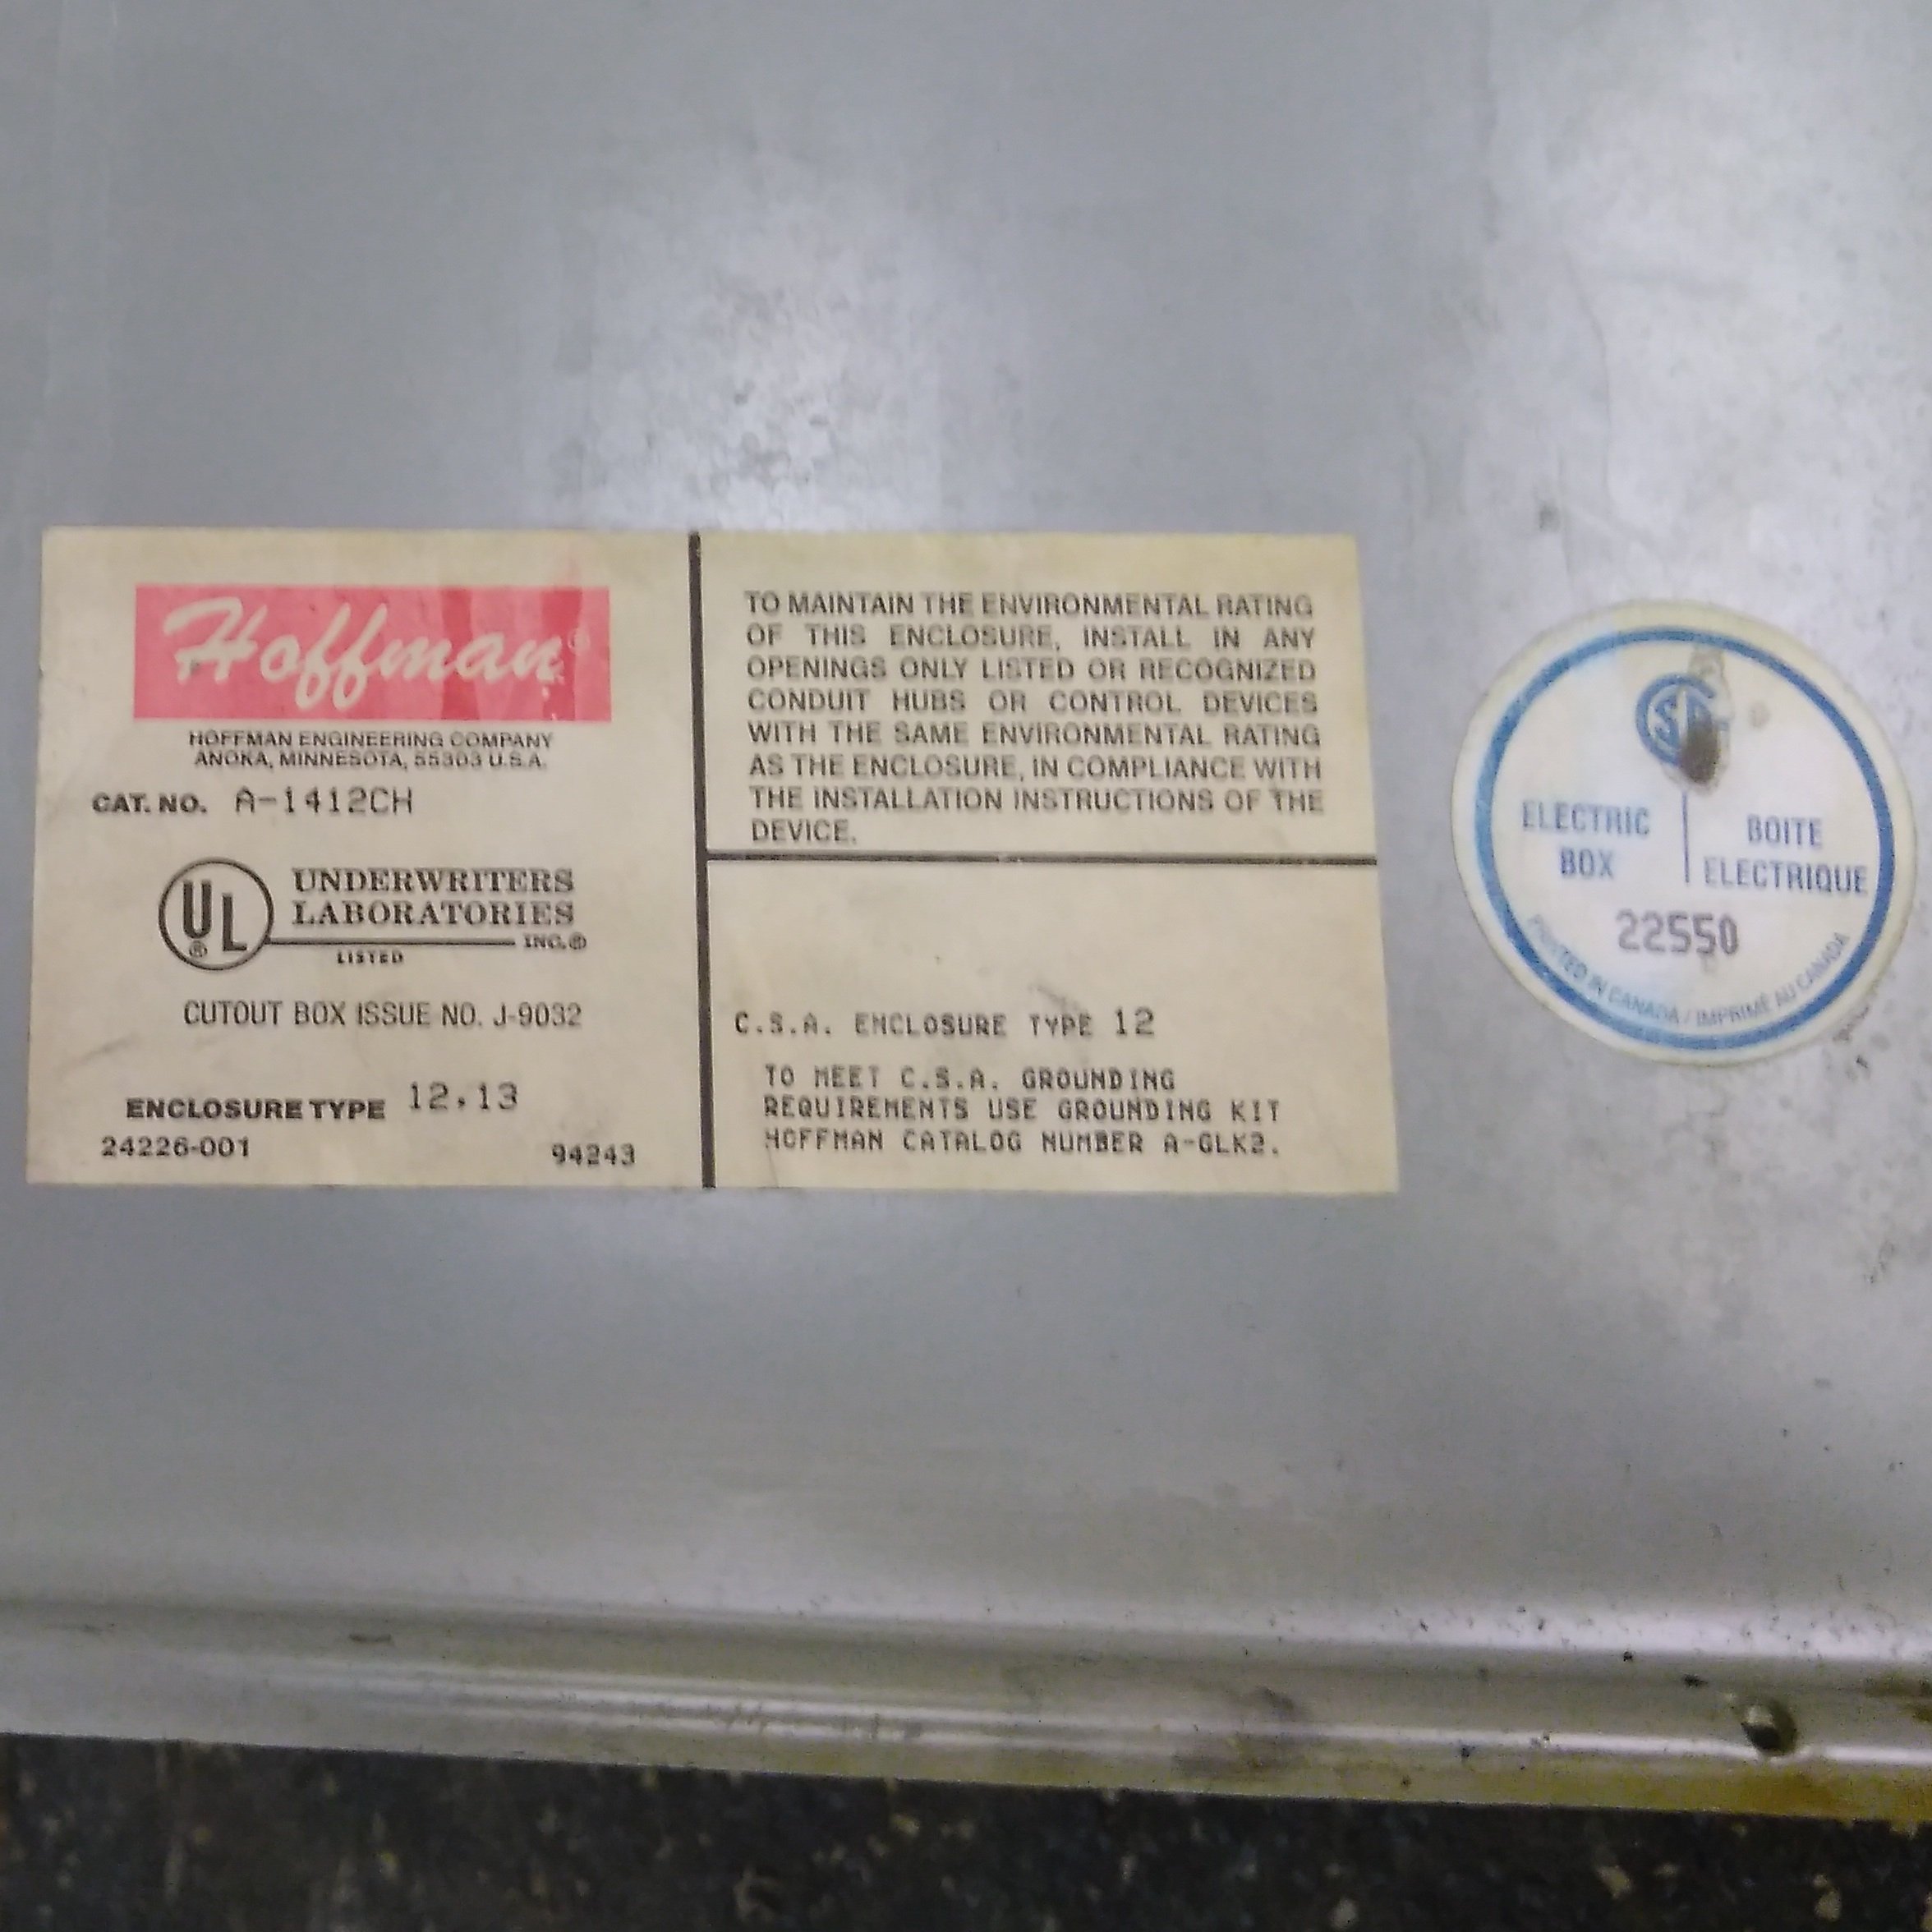 Hoffman®
HOFFMAN ENGINEERING COMPANY
ANOKA, MINNESOTA, 55303 U.S.A.
CAT. NO. A-1412CH
UL®
UNDERWRITERS
LABORATORIES
INC.®
LISTED
CUTOUT BOX ISSUE NO. J-9032
ENCLOSURE TYPE 12,13
24226-001 94243
TO MAINTAIN THE ENVIRONMENTAL RATING
OF THIS ENCLOSURE, INSTALL IN ANY
OPENINGS ONLY LISTED OR RECOGNIZED
CONDUIT HUBS OR CONTROL DEVICES
WITH THE SAME ENVIRONMENTAL RATING
AS THE ENCLOSURE, IN COMPLIANCE WITH
THE INSTALLATION INSTRUCTIONS OF THE
DEVICE.
C.S.A. ENCLOSURE TYPE 12
TO MEET C.S.A. GROUNDING
REQUIREMENTS USE GROUNDING KIT
HOFFMAN CATALOG NUMBER A-GLK2.
ELECTRIC
BOX
BOITE
ELECTRIQUE
22550
PRINTED IN CANADA / IMPRIMÉ AU CANADA